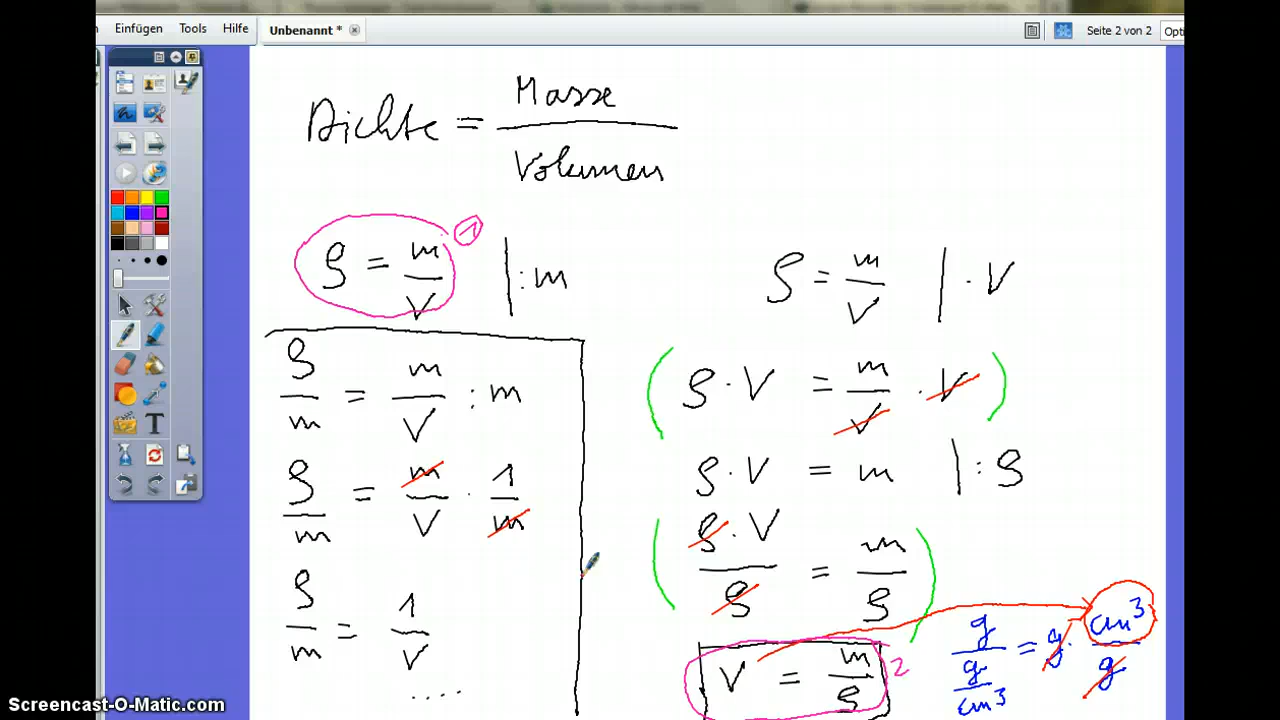 Einfügen Tools Hilfe Unbenannt * Seite 2 von 2 Opti
Dichte = Masse / Volumen
ρ = m / V ① | : m
ρ / m = m / V : m
ρ / m = m / V · 1 / m
ρ / m = 1 / V
....
ρ = m / V | · V
( ρ · V = m / V · V )
ρ · V = m | : ρ
( ρ · V / ρ = m / ρ )
V = m / ρ 2
g / g / cm³ = g · cm³ / g
T
Screencast-O-Matic.com